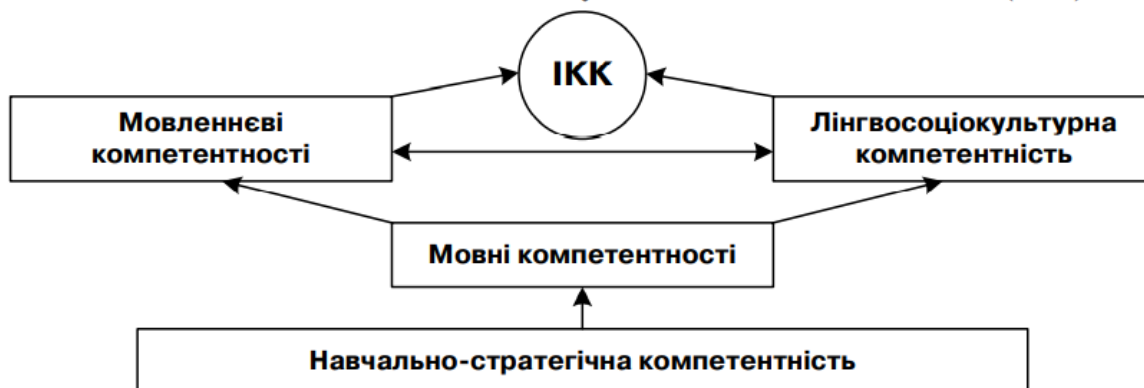 ІКК
Мовленнєві
компетентності
Лінгвосоціокультурна
компетентність
Мовні компетентності
Навчально-стратегічна компетентність